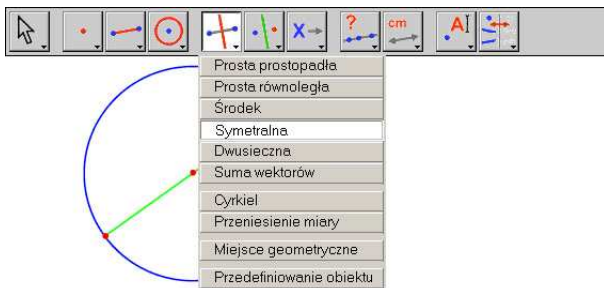 ?
cm
X
A
Prosta prostopadła
Prosta równoległa
Środek
Symetralna
Dwusieczna
Suma wektorów
Cyrkiel
Przeniesienie miary
Miejsce geometryczne
Przedefiniowanie obiektu